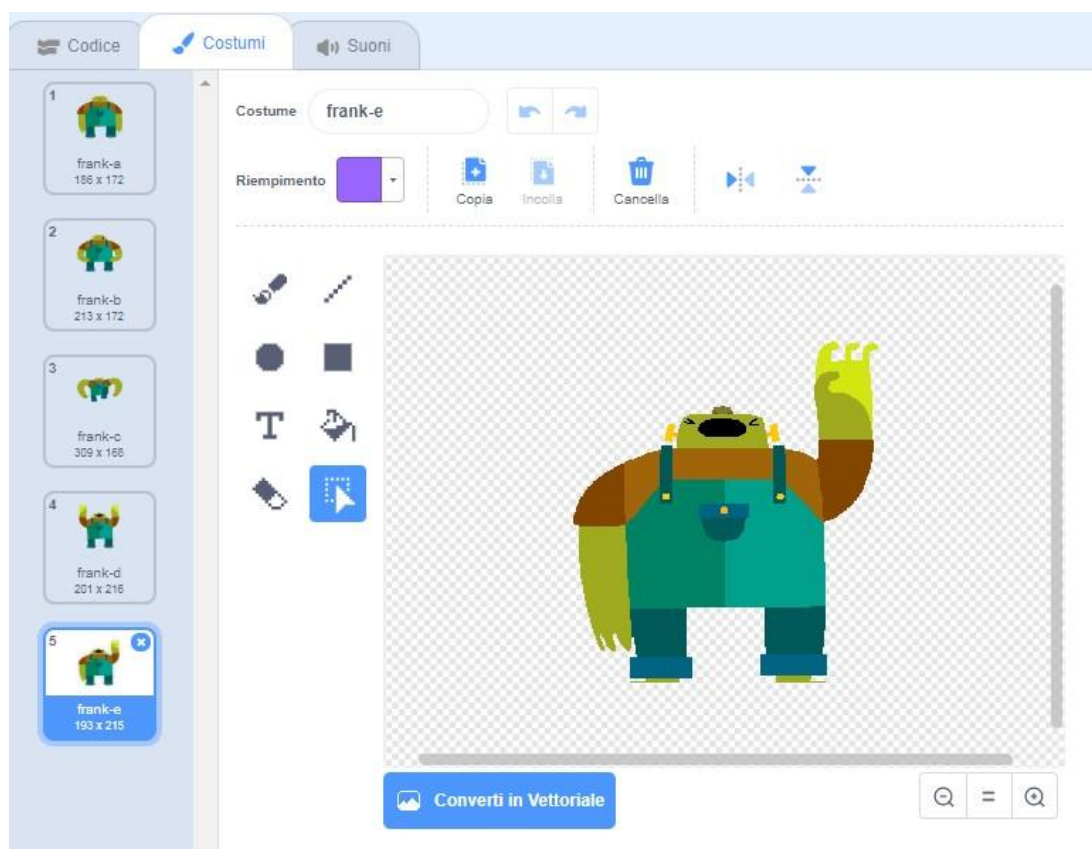 Codice
Costumi
Suoni
1
frank-a
186 x 172
2
frank-b
213 x 172
3
frank-c
309 x 168
4
frank-d
201 x 216
5
frank-e
193 x 215
Costume
frank-e
Riempimento
Copia
Incolla
Cancella
T
Converti in Vettoriale